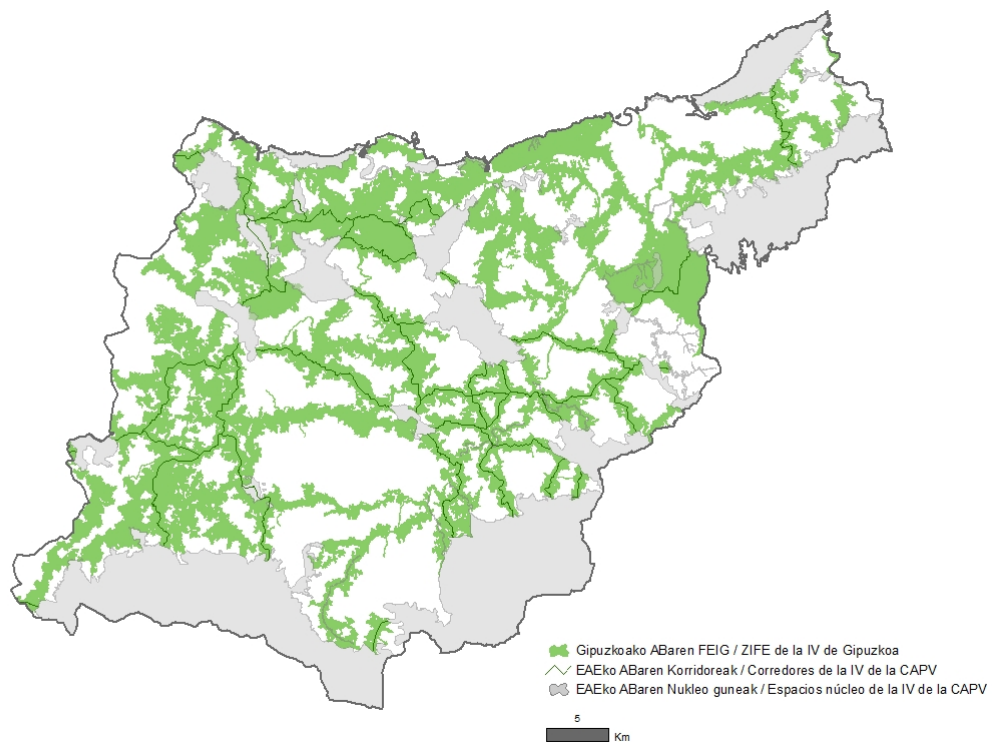 Gipuzkoako ABaren FEIG / ZIFE de la IV de Gipuzkoa
EAEko ABaren Korridoreak / Corredores de la IV de la CAPV
EAEko ABaren Nukleo guneak / Espacios núcleo de la IV de la CAPV
5
Km